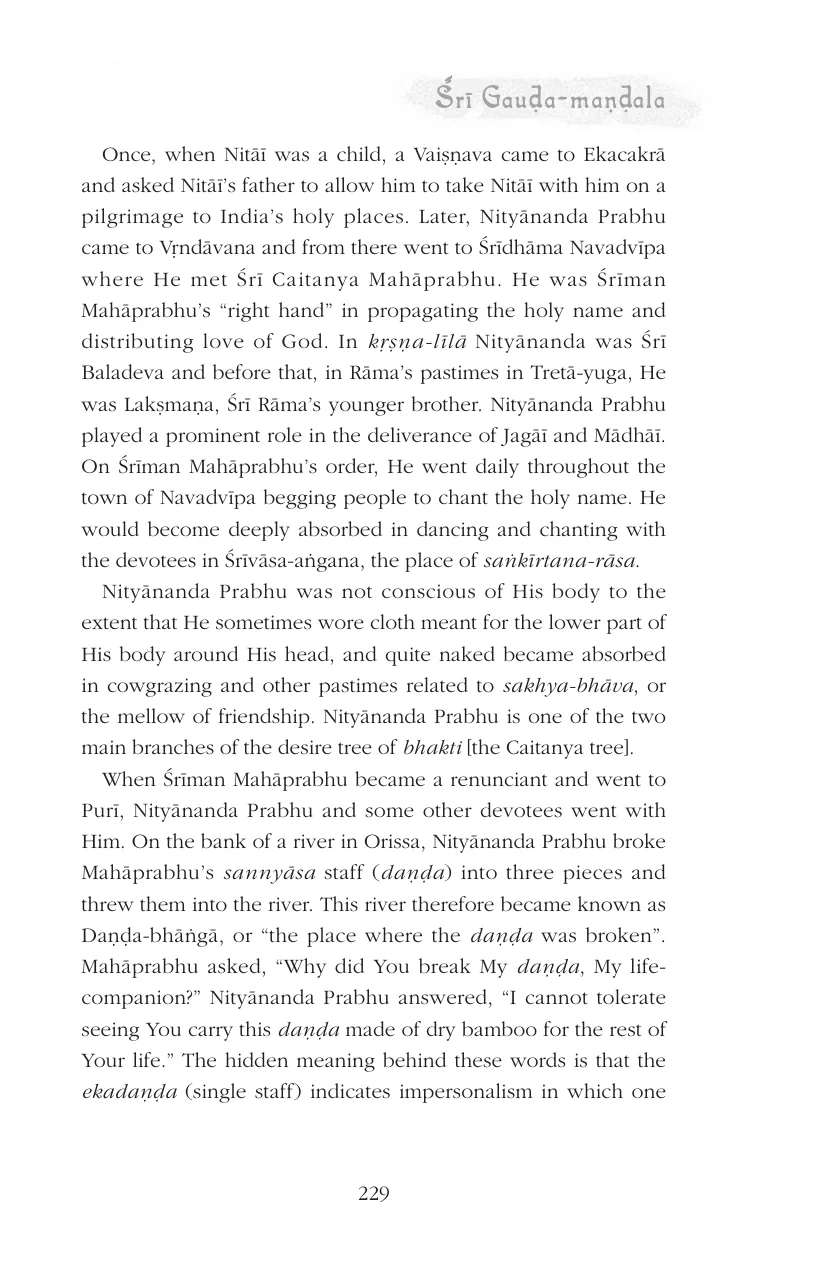 Śrī Gauḍa-maṇḍala
Once, when Nitāī was a child, a Vaiṣṇava came to Ekacakrā
and asked Nitāī’s father to allow him to take Nitāī with him on a
pilgrimage to India’s holy places. Later, Nityānanda Prabhu
came to Vṛndāvana and from there went to Śrīdhāma Navadvīpa
where He met Śrī Caitanya Mahāprabhu. He was Śrīman
Mahāprabhu’s “right hand” in propagating the holy name and
distributing love of God. In kṛṣṇa-līlā Nityānanda was Śrī
Baladeva and before that, in Rāma’s pastimes in Tretā-yuga, He
was Lakṣmaṇa, Śrī Rāma’s younger brother. Nityānanda Prabhu
played a prominent role in the deliverance of Jagāī and Mādhāī.
On Śrīman Mahāprabhu’s order, He went daily throughout the
town of Navadvīpa begging people to chant the holy name. He
would become deeply absorbed in dancing and chanting with
the devotees in Śrīvāsa-aṅgana, the place of saṅkīrtana-rāsa.
Nityānanda Prabhu was not conscious of His body to the
extent that He sometimes wore cloth meant for the lower part of
His body around His head, and quite naked became absorbed
in cowgrazing and other pastimes related to sakhya-bhāva, or
the mellow of friendship. Nityānanda Prabhu is one of the two
main branches of the desire tree of bhakti [the Caitanya tree].
When Śrīman Mahāprabhu became a renunciant and went to
Purī, Nityānanda Prabhu and some other devotees went with
Him. On the bank of a river in Orissa, Nityānanda Prabhu broke
Mahāprabhu’s sannyāsa staff (daṇḍa) into three pieces and
threw them into the river. This river therefore became known as
Daṇḍa-bhāṅgā, or “the place where the daṇḍa was broken”.
Mahāprabhu asked, “Why did You break My daṇḍa, My life-
companion?” Nityānanda Prabhu answered, “I cannot tolerate
seeing You carry this daṇḍa made of dry bamboo for the rest of
Your life.” The hidden meaning behind these words is that the
ekadaṇḍa (single staff) indicates impersonalism in which one
229